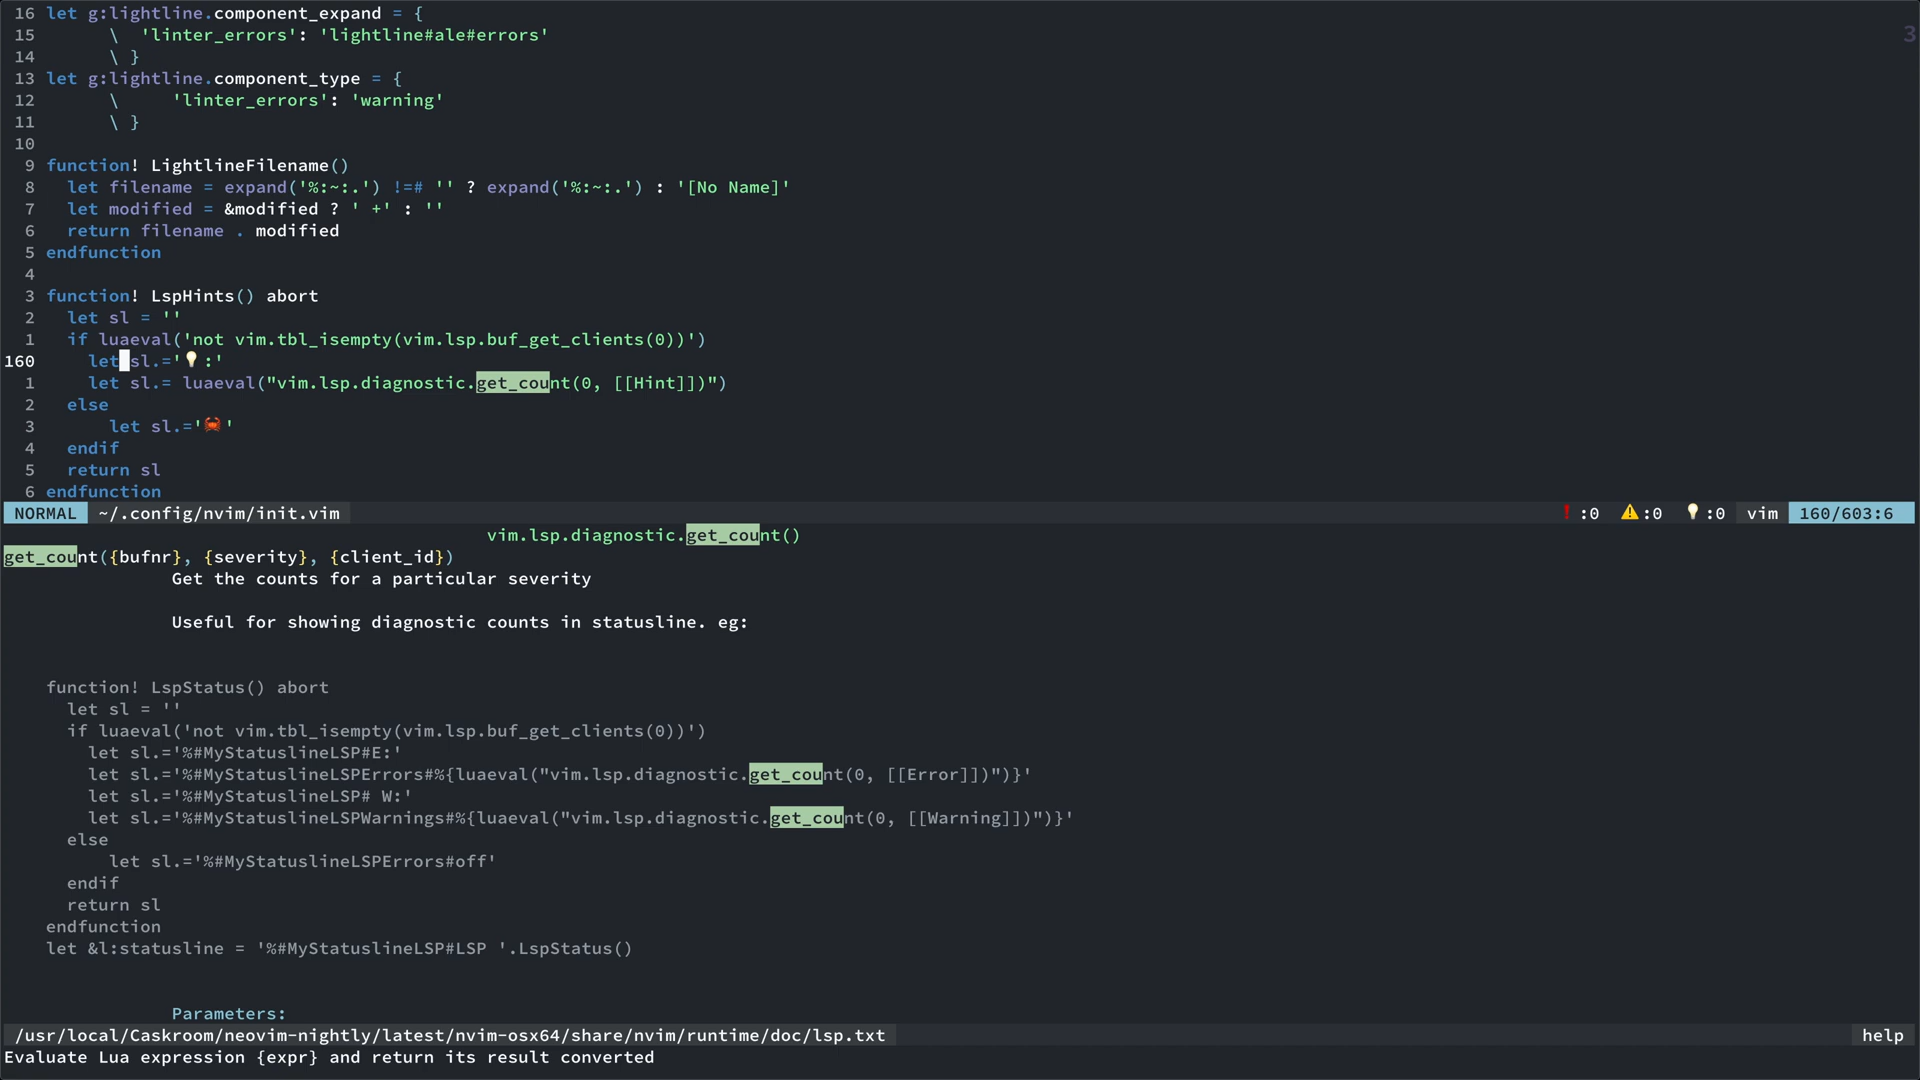 16 let g:lightline.component_expand = {
15       \  'linter_errors': 'lightline#ale#errors'
3
14       \ }
13 let g:lightline.component_type = {
12       \     'linter_errors': 'warning'
11       \ }
10
9 function! LightlineFilename()
8   let filename = expand('%:~:.') !=# '' ? expand('%:~:.') : '[No Name]'
7   let modified = &modified ? ' +' : ''
6   return filename . modified
5 endfunction
4
3 function! LspHints() abort
2   let sl = ''
1   if luaeval('not vim.tbl_isempty(vim.lsp.buf_get_clients(0))')
160     let sl.='💡:'
1     let sl.= luaeval("vim.lsp.diagnostic.get_count(0, [[Hint]])")
2   else
3       let sl.='🦀'
4   endif
5   return sl
6 endfunction
NORMAL ~/.config/nvim/init.vim ❗:0 ⚠️:0 💡:0 vim 160/603:6
vim.lsp.diagnostic.get_count()
get_count({bufnr}, {severity}, {client_id})
Get the counts for a particular severity
Useful for showing diagnostic counts in statusline. eg:
function! LspStatus() abort
  let sl = ''
  if luaeval('not vim.tbl_isempty(vim.lsp.buf_get_clients(0))')
    let sl.='%#MyStatuslineLSP#E:'
    let sl.='%#MyStatuslineLSPErrors#%{luaeval("vim.lsp.diagnostic.get_count(0, [[Error]])")}'
    let sl.='%#MyStatuslineLSP# W:'
    let sl.='%#MyStatuslineLSPWarnings#%{luaeval("vim.lsp.diagnostic.get_count(0, [[Warning]])")}'
  else
      let sl.='%#MyStatuslineLSPErrors#off'
  endif
  return sl
endfunction
let &l:statusline = '%#MyStatuslineLSP#LSP '.LspStatus()
Parameters:
/usr/local/Caskroom/neovim-nightly/latest/nvim-osx64/share/nvim/runtime/doc/lsp.txt help
Evaluate Lua expression {expr} and return its result converted